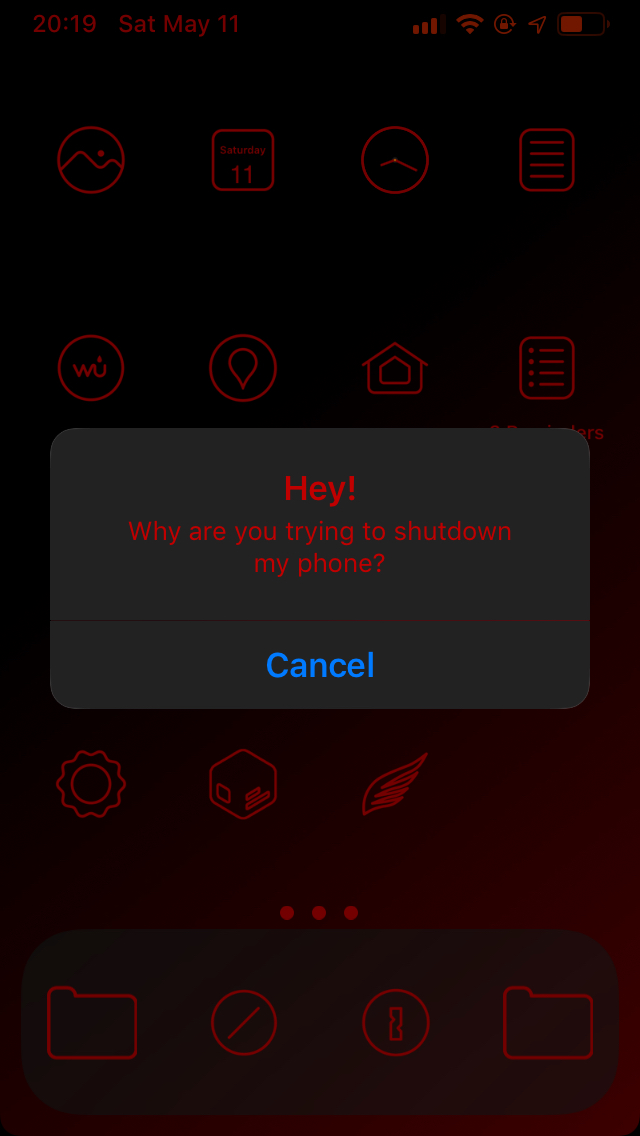 20:19 Sat May 11
Saturday
11
wu
Reminders
Hey!
Why are you trying to shutdown
my phone?
Cancel